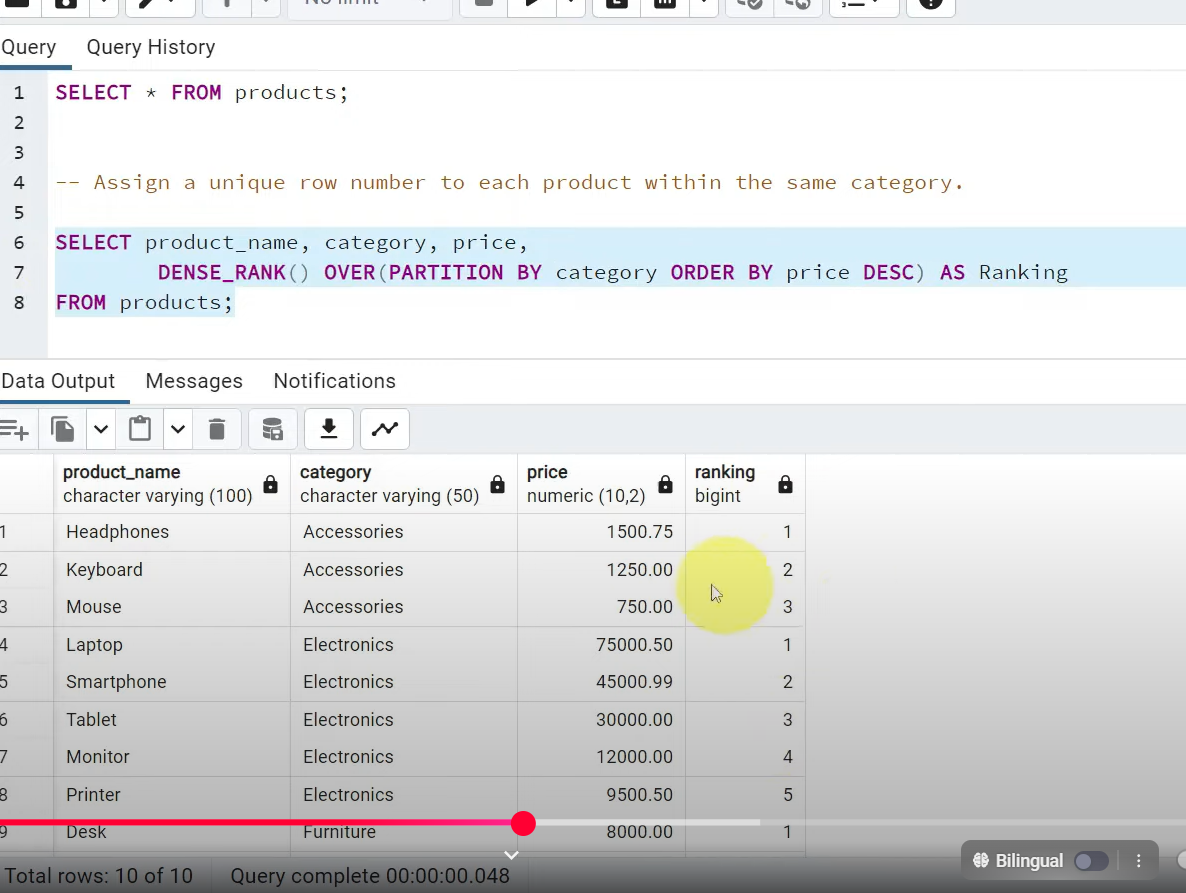 No limit
Query Query History
1 SELECT * FROM products;
2
3
4 -- Assign a unique row number to each product within the same category.
5
6 SELECT product_name, category, price,
7 DENSE_RANK() OVER(PARTITION BY category ORDER BY price DESC) AS Ranking
8 FROM products;
Data Output Messages Notifications
product_name category price ranking
character varying (100) character varying (50) numeric (10,2) bigint
1 Headphones Accessories 1500.75 1
2 Keyboard Accessories 1250.00 2
3 Mouse Accessories 750.00 3
4 Laptop Electronics 75000.50 1
5 Smartphone Electronics 45000.99 2
6 Tablet Electronics 30000.00 3
7 Monitor Electronics 12000.00 4
8 Printer Electronics 9500.50 5
9 Desk Furniture 8000.00 1
Bilingual
Total rows: 10 of 10 Query complete 00:00:00.048